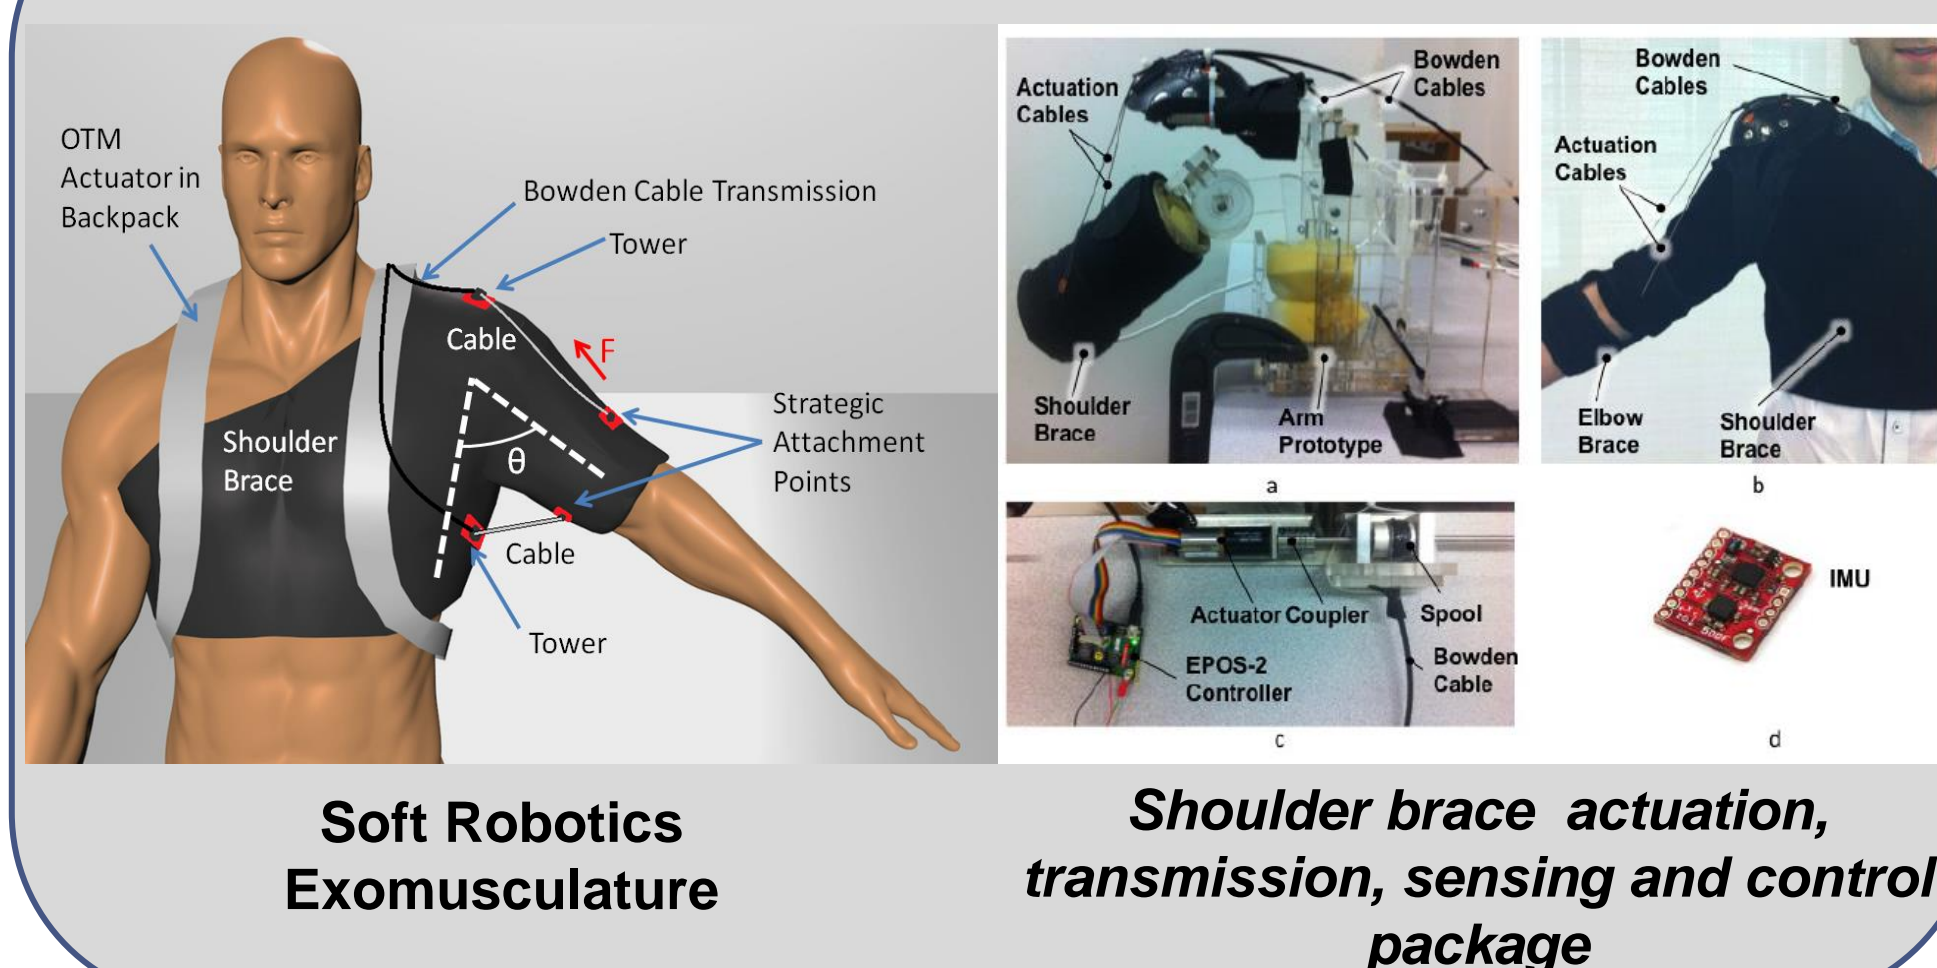 OTM
Actuator in
Backpack
Bowden Cable Transmission
Tower
Cable
F
Shoulder
Brace
θ
Strategic
Attachment
Points
Cable
Tower
Soft Robotics
Exomusculature
Actuation
Cables
Bowden
Cables
Shoulder
Brace
Arm
Prototype
a
Bowden
Cables
Actuation
Cables
Elbow
Brace
Shoulder
Brace
b
Actuator Coupler
Spool
EPOS-2
Controller
Bowden
Cable
c
IMU
d
Shoulder brace actuation,
transmission, sensing and control
package